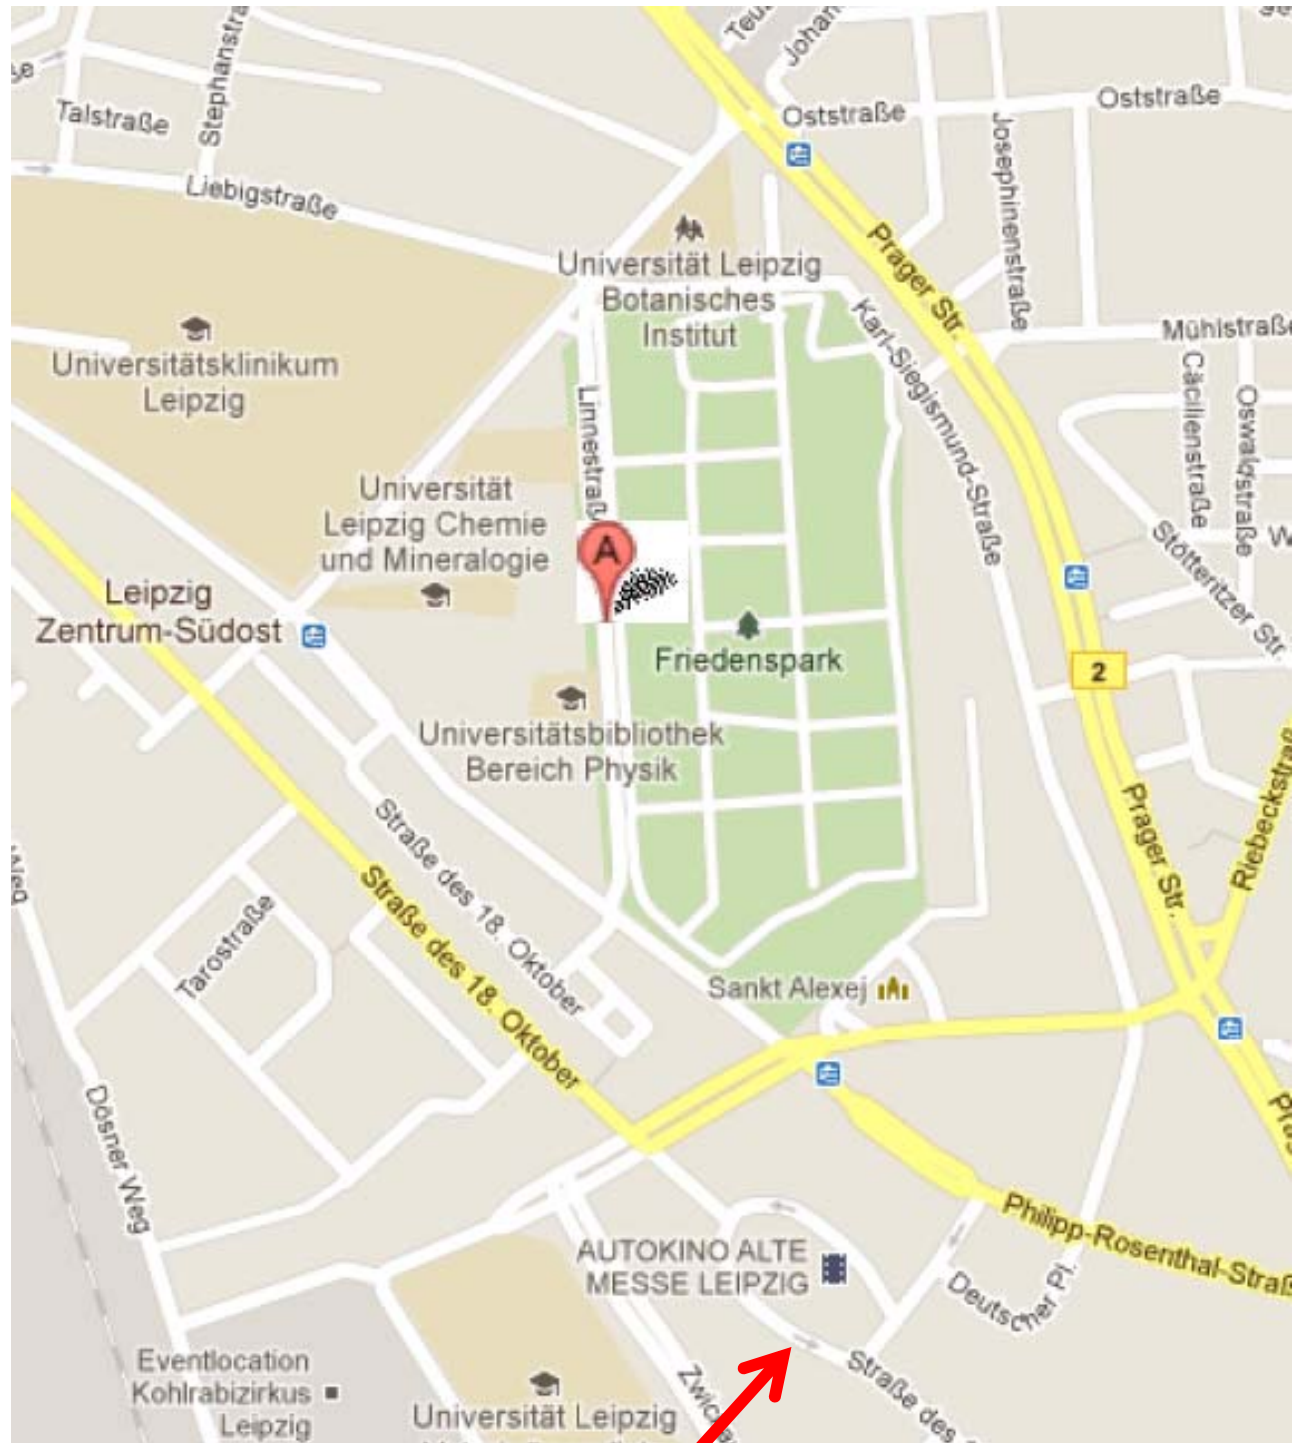 Talstraße
Liebigstraße
Oststraße
Oststraße
Josephinenstraße
Universität Leipzig
Botanisches
Institut
Prager Str.
Karl-Siegismund-Straße
Mühlstraße
Cäcilienstraße
Oswaldstraße
Universitätsklinikum
Leipzig
Universität
Leipzig Chemie
und Mineralogie
A
Stötteritzer Str.
Leipzig
Zentrum-Südost
Friedenspark
2
Universitätsbibliothek
Bereich Physik
Straße des 18. Oktober
Straße des 18. Oktober
Prager Str.
Tarostraße
Sankt Alexej
Dösner Weg
Weg
AUTOKINO ALTE
MESSE LEIPZIG
Philipp-Rosenthal-Straß
Deutscher Pl.
Eventlocation
Kohlrabizirkus
Leipzig
Universität Leipzig
Straße des